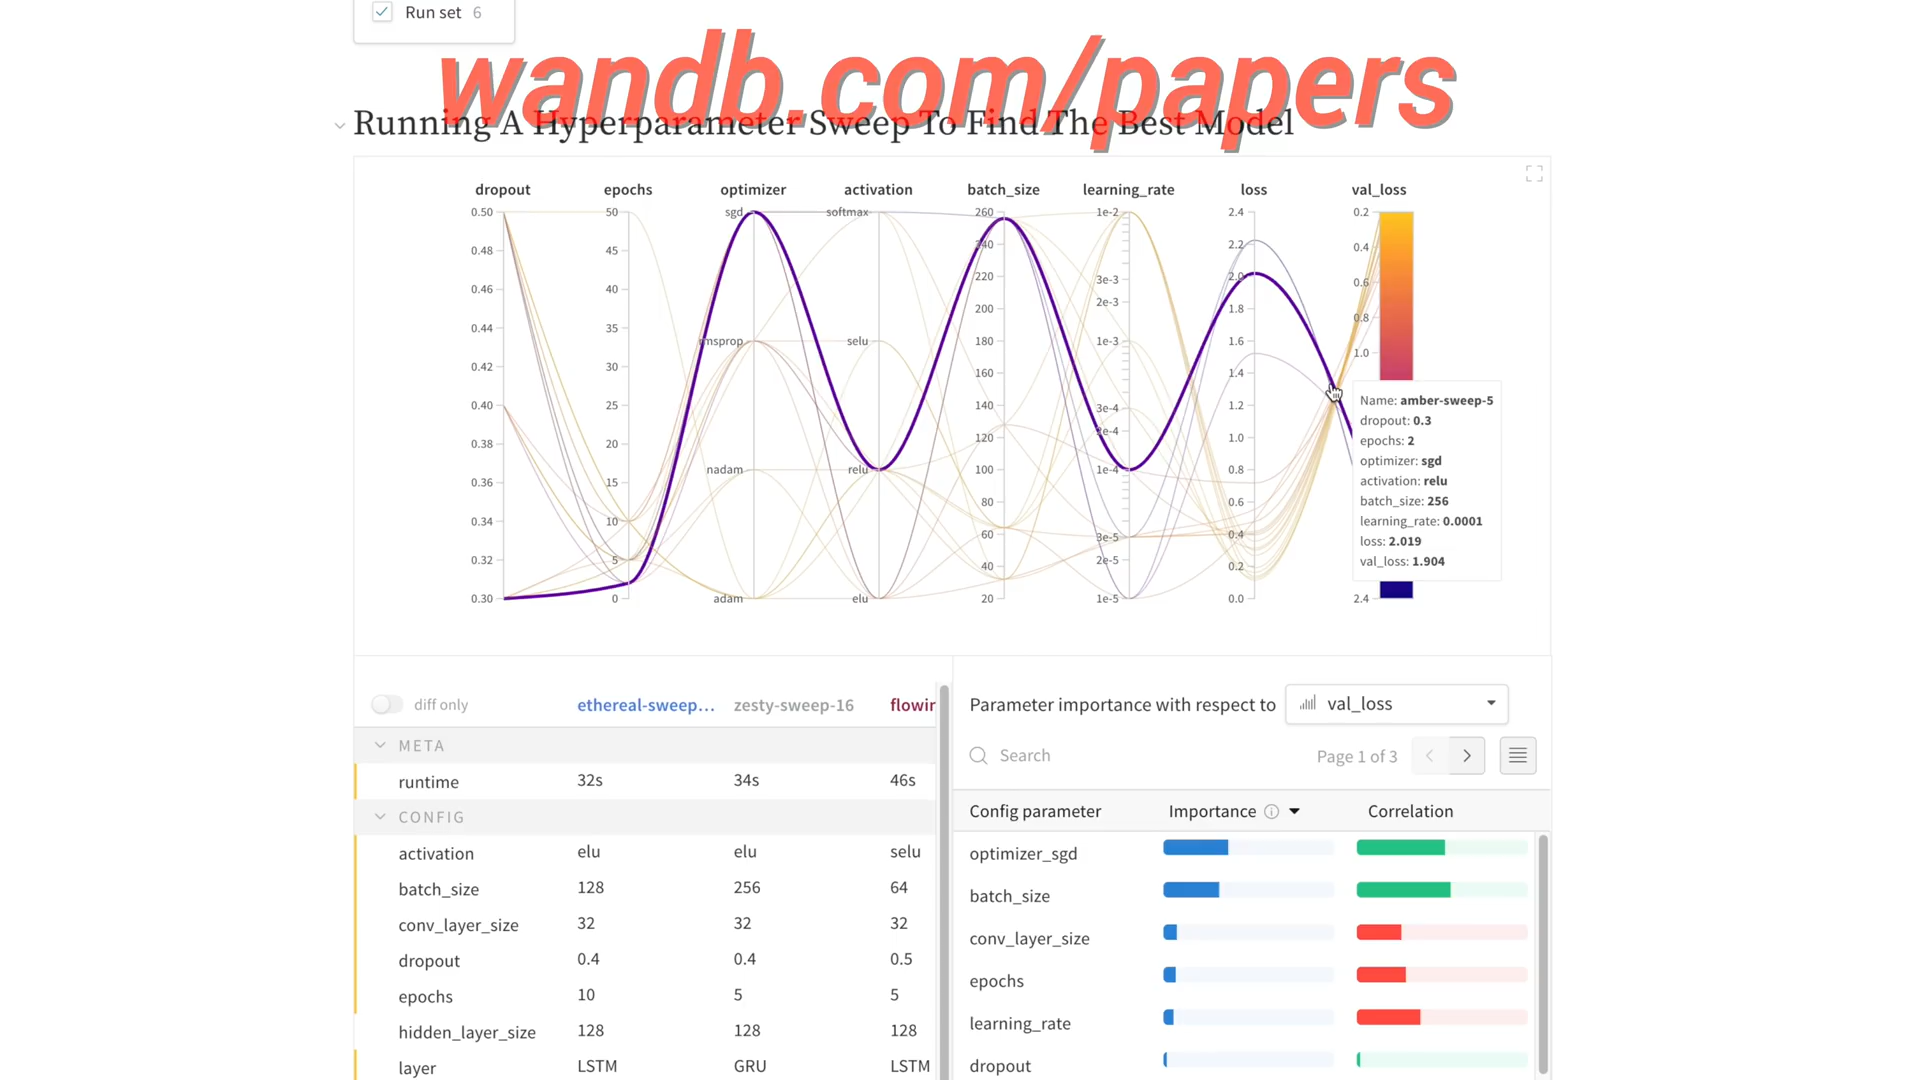 Run set 6
wandb.com/papers
Running A Hyperparameter Sweep To Find The Best Model
dropout epochs optimizer activation batch_size learning_rate loss val_loss
0.50 50 sgd softmax 260 1e-2 2.4 0.2
0.48 45 240 2.2 0.4
0.46 40 220 3e-3 2.0 0.6
0.44 35 200 2e-3 1.8 0.8
0.42 30 rmsprop selu 180 1e-3 1.6 1.0
0.40 25 160 1.4
0.38 20 140 3e-4 1.2
0.36 15 nadam relu 120 2e-4 1.0
0.34 10 100 1e-4 0.8
0.32 5 80 0.6
0.30 0 adam elu 60 3e-5 0.4
40 2e-5 0.2
20 1e-5 0.0 2.4
Name: amber-sweep-5
dropout: 0.3
epochs: 2
optimizer: sgd
activation: relu
batch_size: 256
learning_rate: 0.0001
loss: 2.019
val_loss: 1.904
diff only ethereal-sweep... zesty-sweep-16 flowin
META
runtime 32s 34s 46s
CONFIG
activation elu elu selu
batch_size 128 256 64
conv_layer_size 32 32 32
dropout 0.4 0.4 0.5
epochs 10 5 5
hidden_layer_size 128 128 128
layer LSTM GRU LSTM
Parameter importance with respect to val_loss
Search Page 1 of 3
Config parameter Importance Correlation
optimizer_sgd
batch_size
conv_layer_size
epochs
learning_rate
dropout